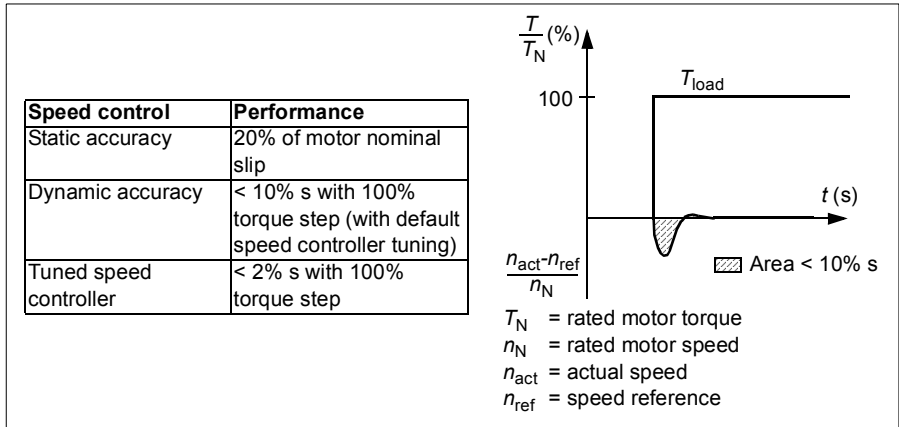 Speed control Performance
Static accuracy 20% of motor nominal
slip
Dynamic accuracy < 10% s with 100%
torque step (with default
speed controller tuning)
Tuned speed < 2% s with 100%
controller torque step
T
T_N (%)
100
T_load
t (s)
n_act-n_ref
n_N
Area < 10% s
T_N = rated motor torque
n_N = rated motor speed
n_act = actual speed
n_ref = speed reference